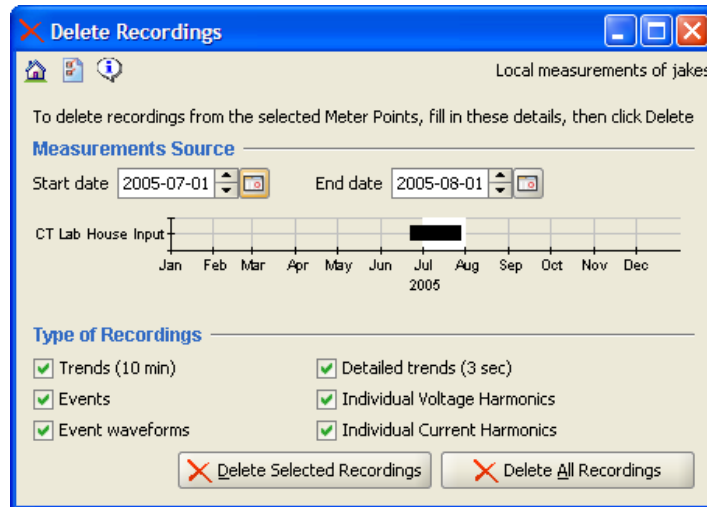 Delete Recordings
Local measurements of jakes
To delete recordings from the selected Meter Points, fill in these details, then click Delete
Measurements Source
Start date 2005-07-01 End date 2005-08-01
CT Lab House Input
Jan Feb Mar Apr May Jun Jul Aug Sep Oct Nov Dec
2005
Type of Recordings
Trends (10 min) Detailed trends (3 sec)
Events Individual Voltage Harmonics
Event waveforms Individual Current Harmonics
Delete Selected Recordings Delete All Recordings